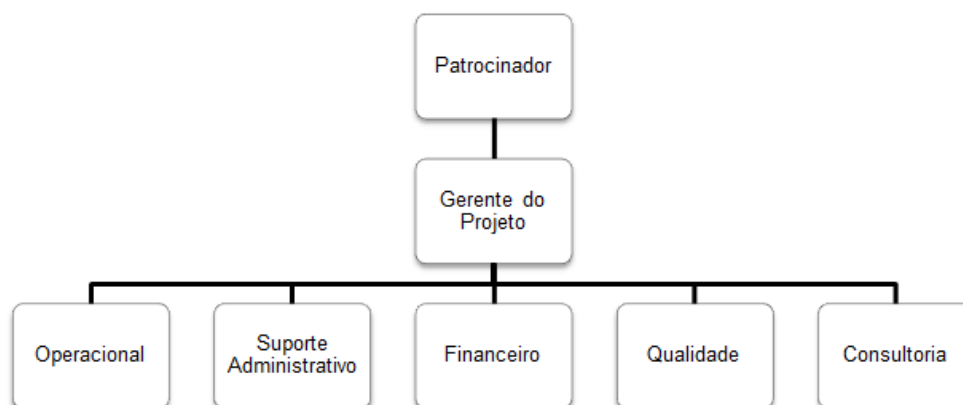 Patrocinador
Gerente do
Projeto
Operacional
Suporte
Administrativo
Financeiro
Qualidade
Consultoria